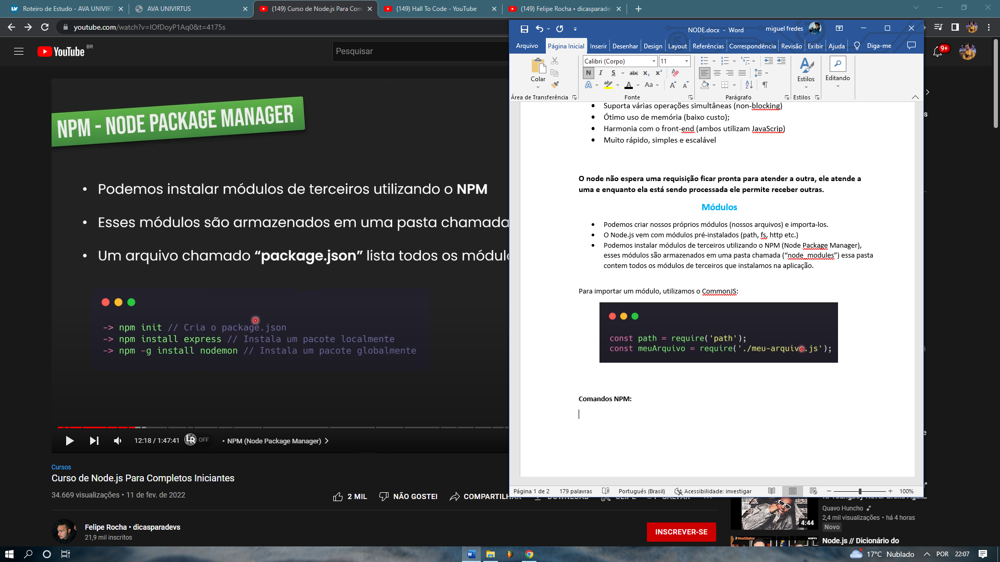 Roteiro de Estudo - AVA UNIVIRT
AVA UNIVIRTUS
(149) Curso de Node.js Para Com
(149) Hall To Code - YouTube
(149) Felipe Rocha • dicasparade
youtube.com/watch?v=IOfDoyP1Aq0&t=4175s
YouTube BR
Pesquisar
9+
NPM - NODE PACKAGE MANAGER
• Podemos instalar módulos de terceiros utilizando o NPM
• Esses módulos são armazenados em uma pasta chamada
• Um arquivo chamado “package.json” lista todos os módulo
-> npm init // Cria o package.json
-> npm install express // Instala um pacote localmente
-> npm -g install nodemon // Instala um pacote globalmente
12:18 / 1:47:41
LR OFF
• NPM (Node Package Manager)
Cursos
Curso de Node.js Para Completos Iniciantes
34.669 visualizações • 11 de fev. de 2022
2 MIL
NÃO GOSTEI
COMPARTILHAR
DOWNLOAD
CLIPE
SALVAR
Felipe Rocha • dicasparadevs
21,9 mil inscritos
INSCREVER-SE
NODE.docx - Word
miguel fredes
Arquivo
Página Inicial
Inserir
Desenhar
Design
Layout
Referências
Correspondência
Revisão
Exibir
Ajuda
Diga-me
Colar
Calibri (Corpo)
11
N I S abc x₂ x²
A aby A Aa A A
Estilos
Editando
Área de Transferência
Fonte
Parágrafo
Estilos
• Suporta várias operações simultâneas (non-blocking)
• Ótimo uso de memória (baixo custo);
• Harmonia com o front-end (ambos utilizam JavaScrip)
• Muito rápido, simples e escalável
O node não espera uma requisição ficar pronta para atender a outra, ele atende a
uma e enquanto ela está sendo processada ele permite receber outras.
Módulos
• Podemos criar nossos próprios módulos (nossos arquivos) e importa-los.
• O Node.js vem com módulos pré-instalados (path, fs, http etc.)
• Podemos instalar módulos de terceiros utilizando o NPM (Node Package Manager),
esses módulos são armazenados em uma pasta chamada (“node_modules”) essa pasta
contem todos os módulos de terceiros que instalamos na aplicação.
Para importar um módulo, utilizamos o CommonJS:
const path = require('path');
const meuArquivo = require('./meu-arquivo.js');
Comandos NPM:
Página 1 de 2
179 palavras
Português (Brasil)
Acessibilidade: investigar
100%
Quavo Huncho
2,4 mil visualizações • há 4 horas
Novo
4:44
HostGator
Node.js // Dicionário do
17°C Nublado
POR
22:07